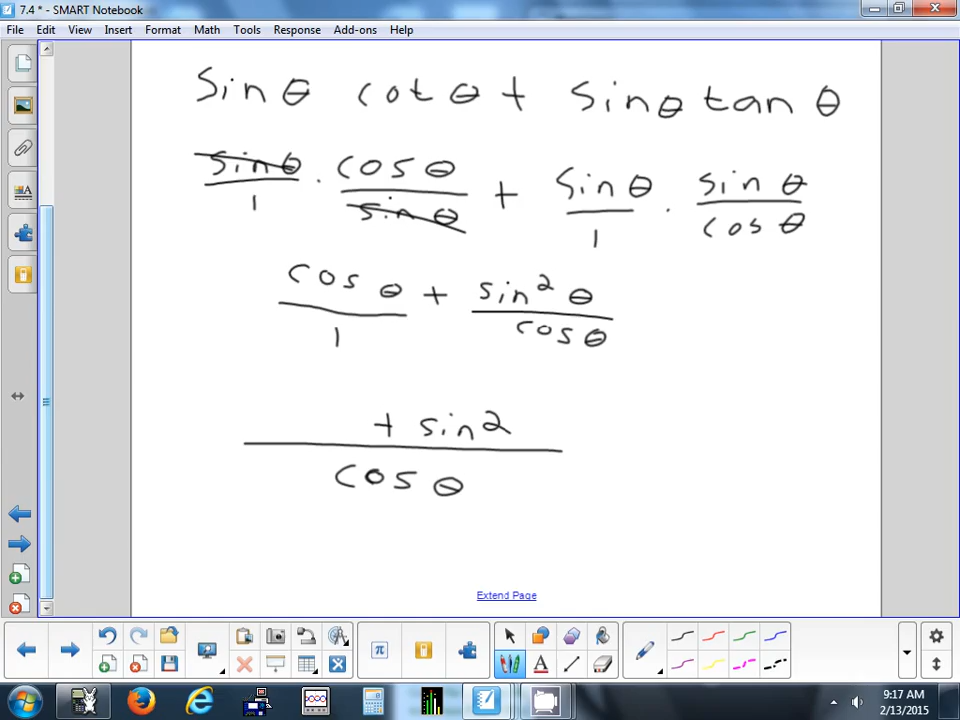 7.4 * - SMART Notebook
File Edit View Insert Format Math Tools Response Add-ons Help
sin θ cot θ + sin θ tan θ
sin θ/1 · cos θ/sin θ + sin θ/1 · sin θ/cos θ
cos θ/1 + sin² θ/cos θ
+ sin2
cos θ
Extend Page
π
A
9:17 AM
2/13/2015